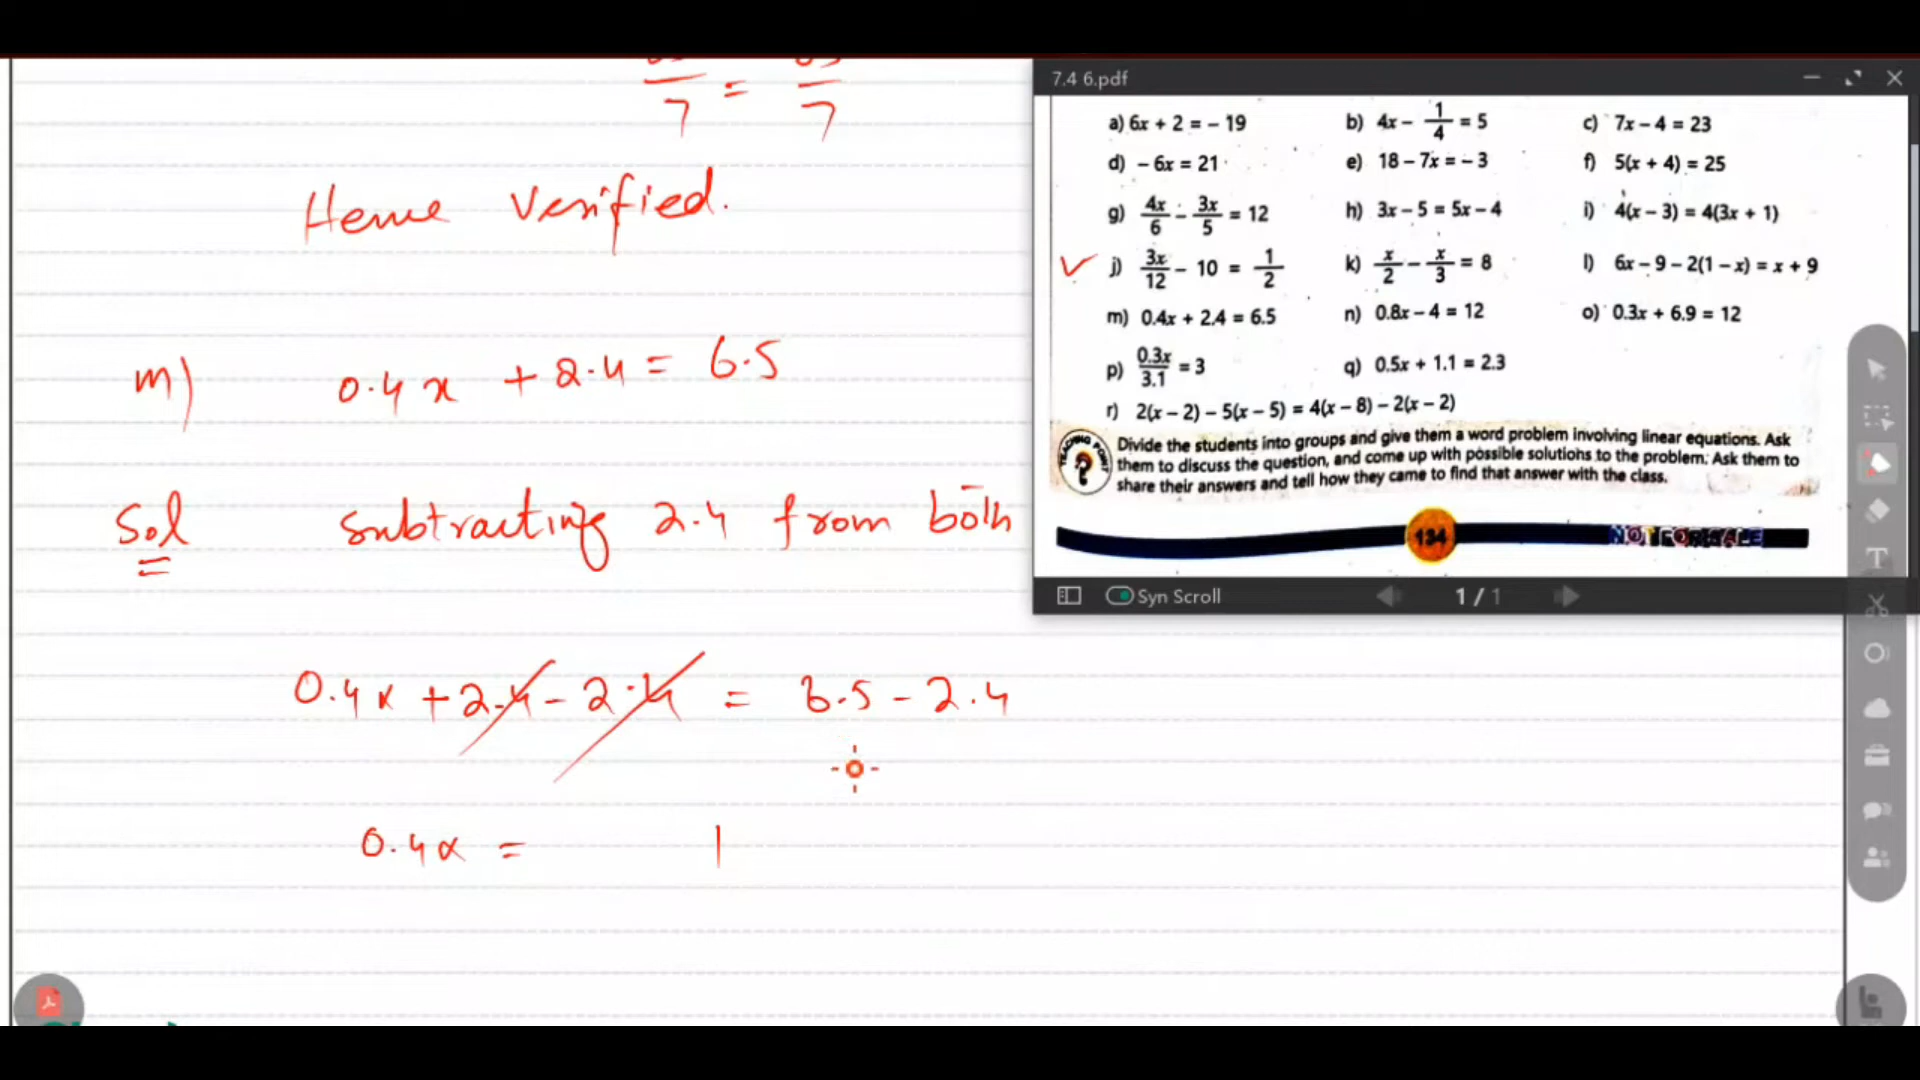 7 = 7
Hence Verified.
m) 0.4x + 2.4 = 6.5
Sol subtracting 2.4 from both
0.4x + 2.4 - 2.4 = 6.5 - 2.4
0.4x = 1
7.4 6.pdf
a) 6x + 2 = – 19 b) 4x – 1/4 = 5 c) 7x – 4 = 23
d) – 6x = 21 e) 18 – 7x = – 3 f) 5(x + 4) = 25
g) 4x/6 – 3x/5 = 12 h) 3x – 5 = 5x – 4 i) 4(x – 3) = 4(3x + 1)
j) 3x/12 – 10 = 1/2 k) x/2 – x/3 = 8 l) 6x – 9 – 2(1 – x) = x + 9
m) 0.4x + 2.4 = 6.5 n) 0.8x – 4 = 12 o) 0.3x + 6.9 = 12
p) 0.3x/3.1 = 3 q) 0.5x + 1.1 = 2.3
r) 2(x – 2) – 5(x – 5) = 4(x – 8) – 2(x – 2)
TEACHING POINT
?
Divide the students into groups and give them a word problem involving linear equations. Ask
them to discuss the question, and come up with possible solutions to the problem. Ask them to
share their answers and tell how they came to find that answer with the class.
134
NOT FOR SALE
Syn Scroll
1 / 1
T